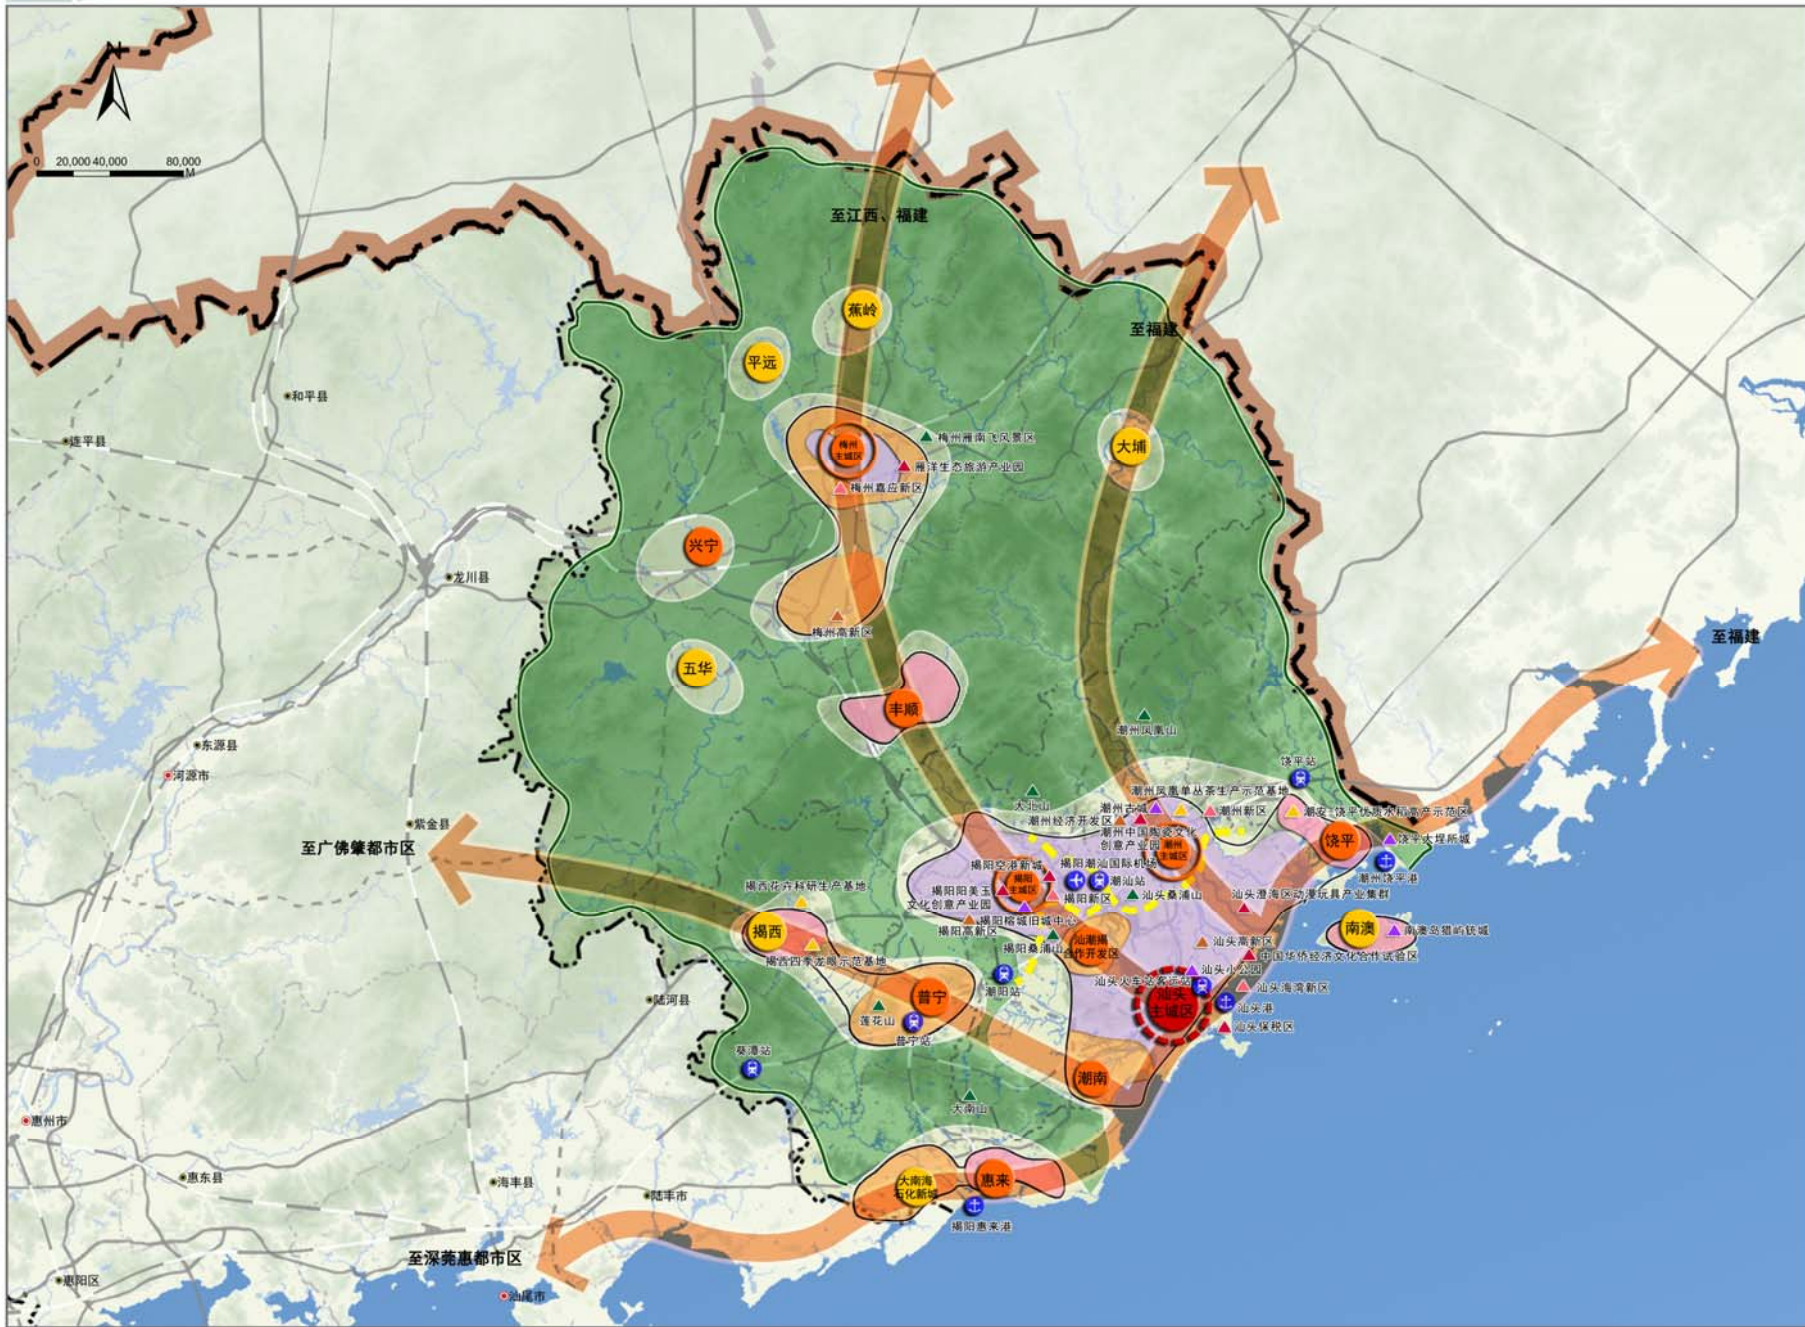 N
0 20,000 40,000 80,000
M
至江西、福建
蕉岭
至福建
平远
和平县
连平县
梅州
主城区
梅州雁南飞风景区
大埔
雁洋生态旅游产业园
梅州嘉应新区
兴宁
龙川县
梅州高新区
至福建
五华
丰顺
潮州凤凰山
东源县
河源市
饶平站
大北山
潮州凤凰单丛茶生产示范基地
潮州古城
潮州新区
潮安-饶平优质水稻高产示范区
潮州经济开发区
紫金县
潮州中国陶瓷文化
创意产业园
潮州
主城区
饶平
饶平大埕所城
至广佛肇都市区
揭阳空港新城
揭阳潮汕国际机场
潮州饶平港
揭西花卉科研生产基地
揭阳
主城区
潮汕站
揭阳阳美玉
文化创意产业园
揭阳新区
汕头桑浦山
汕头澄海区动漫玩具产业集群
揭阳榕城旧城中心
揭阳高新区
揭西
南澳
南澳岛猎屿铳城
揭阳桑浦山
汕潮揭
合作开发区
汕头高新区
揭西四季龙眼示范基地
中国华侨经济文化合作试验区
汕头小公园
潮阳站
汕头火车站客运站
汕头海湾新区
陆河县
普宁
汕头
主城区
汕头港
莲花山
汕头保税区
普宁站
葵潭站
潮南
大南山
惠州市
惠东县
海丰县
陆丰市
大南海
石化新城
惠来
揭阳惠来港
至深莞惠都市区
惠阳区
汕尾市